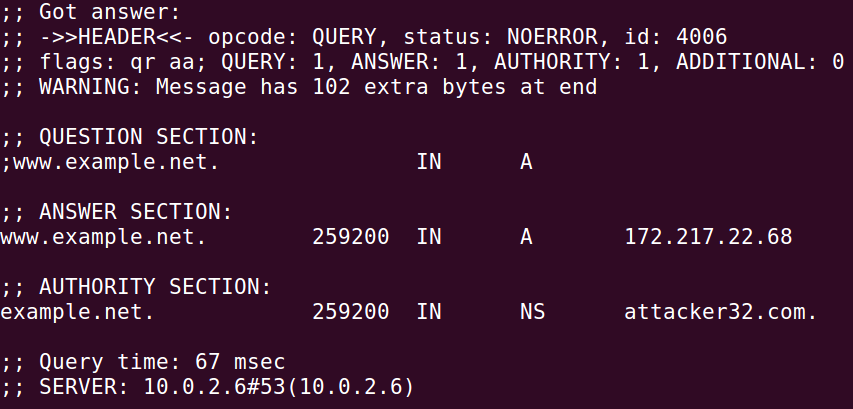 ;; Got answer:
;; ->>HEADER<<- opcode: QUERY, status: NOERROR, id: 4006
;; flags: qr aa; QUERY: 1, ANSWER: 1, AUTHORITY: 1, ADDITIONAL: 0
;; WARNING: Message has 102 extra bytes at end
;; QUESTION SECTION:
;www.example.net. IN A
;; ANSWER SECTION:
www.example.net. 259200 IN A 172.217.22.68
;; AUTHORITY SECTION:
example.net. 259200 IN NS attacker32.com.
;; Query time: 67 msec
;; SERVER: 10.0.2.6#53(10.0.2.6)